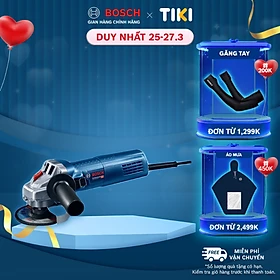 BOSCH
GIAN HÀNG CHÍNH HÃNG
×
TIKI
DUY NHẤT 25-27.3
GĂNG TAY
200K
ĐƠN TỪ 1,299K
ÁO MƯA
450K
ĐƠN TỪ 2,499K
*Số lượng quà tặng có hạn.
Kiểm tra giỏ hàng trước khi thanh toán
FREE
MIỄN PHÍ
VẬN CHUYỂN